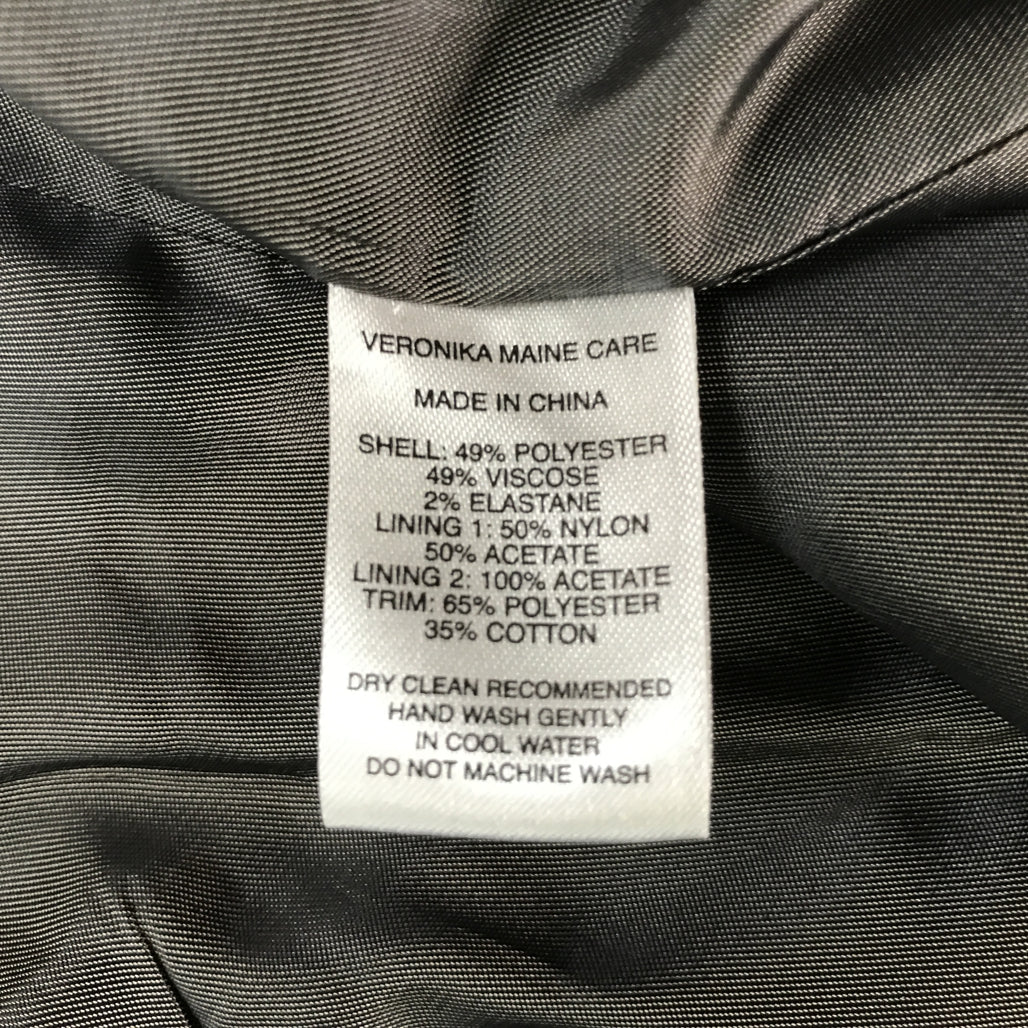 VERONIKA MAINE CARE
MADE IN CHINA
SHELL: 49% POLYESTER
49% VISCOSE
2% ELASTANE
LINING 1: 50% NYLON
50% ACETATE
LINING 2: 100% ACETATE
TRIM: 65% POLYESTER
35% COTTON
DRY CLEAN RECOMMENDED
HAND WASH GENTLY
IN COOL WATER
DO NOT MACHINE WASH